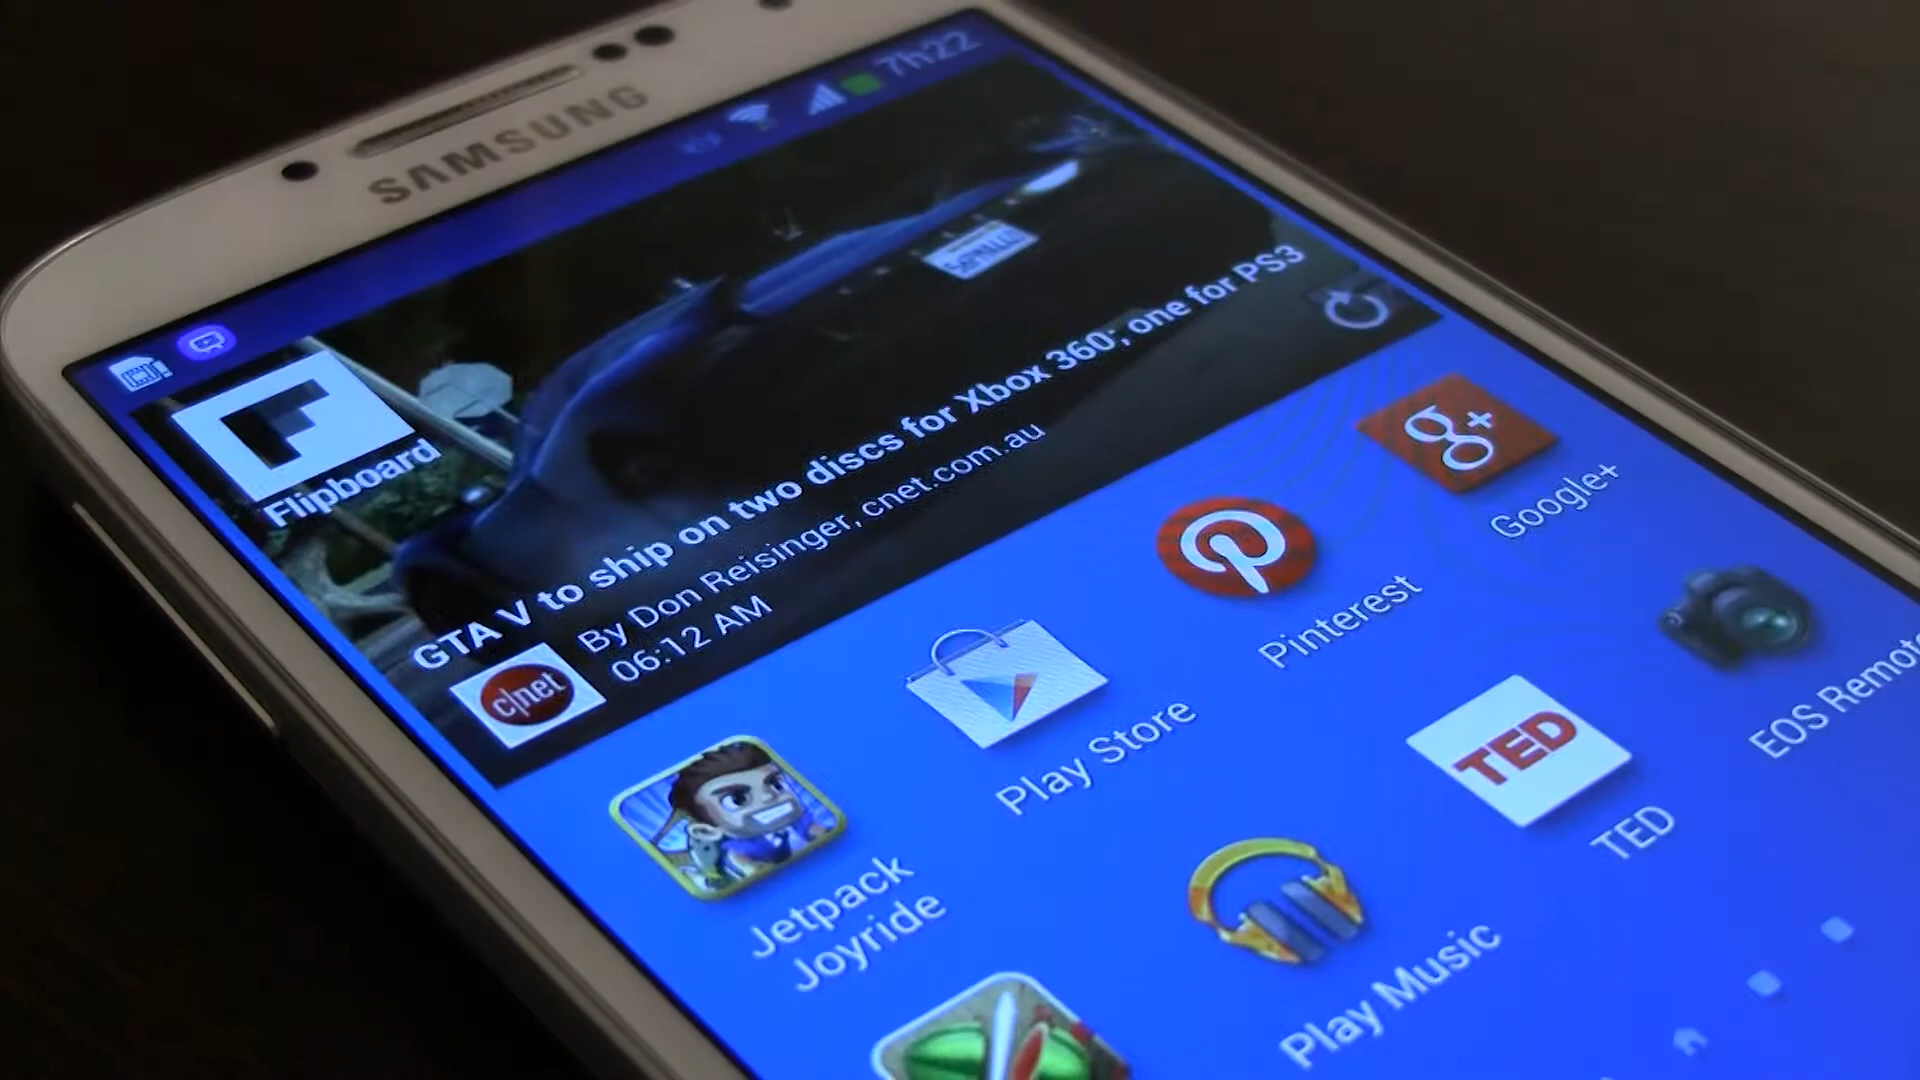 SAMSUNG
7h22
Flipboard
GTA V to ship on two discs for Xbox 360; one for PS3
c|net
By Don Reisinger, cnet.com.au
06:12 AM
g+
Google+
Pinterest
Play Store
Jetpack
Joyride
EOS Remote
TED
TED
Play Music